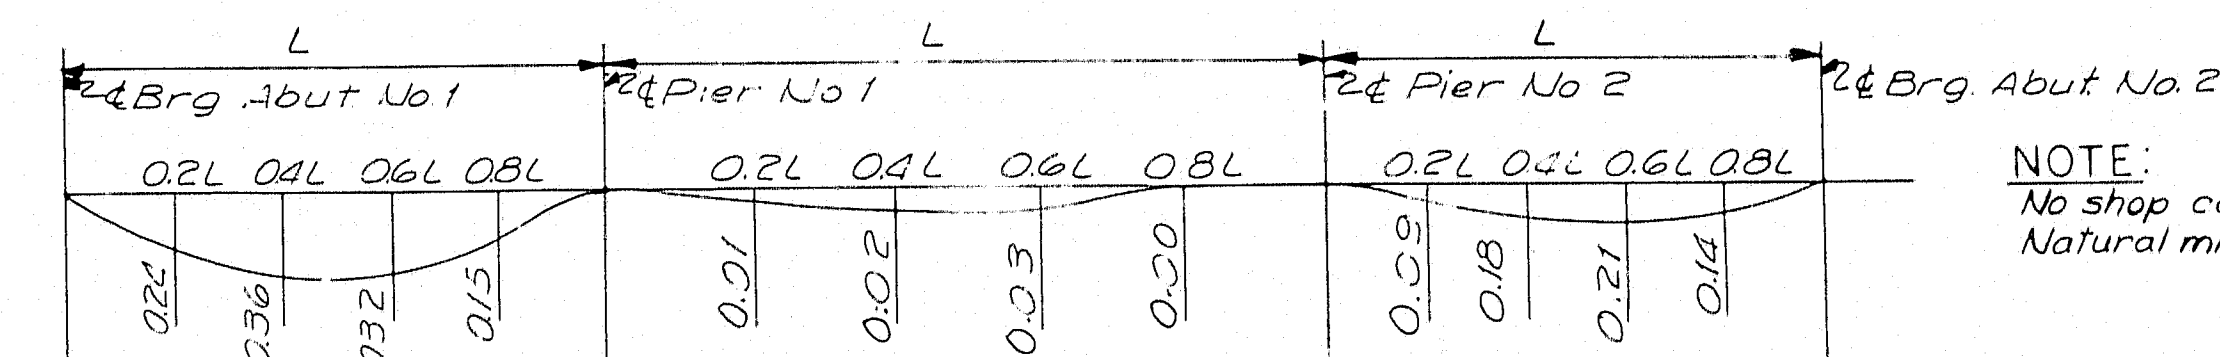 L L L
℄ Brg. Abut No. 1 ℄ Pier No 1 ℄ Pier No 2 ℄ Brg. Abut. No. 2
0.2L 0.4L 0.6L 0.8L 0.2L 0.4L 0.6L 0.8L 0.2L 0.4L 0.6L 0.8L
NOTE:
No shop
Natural
0.36 0.32 0.15 0.01 0.02 0.03 0.00 0.09 0.18 0.21 0.14